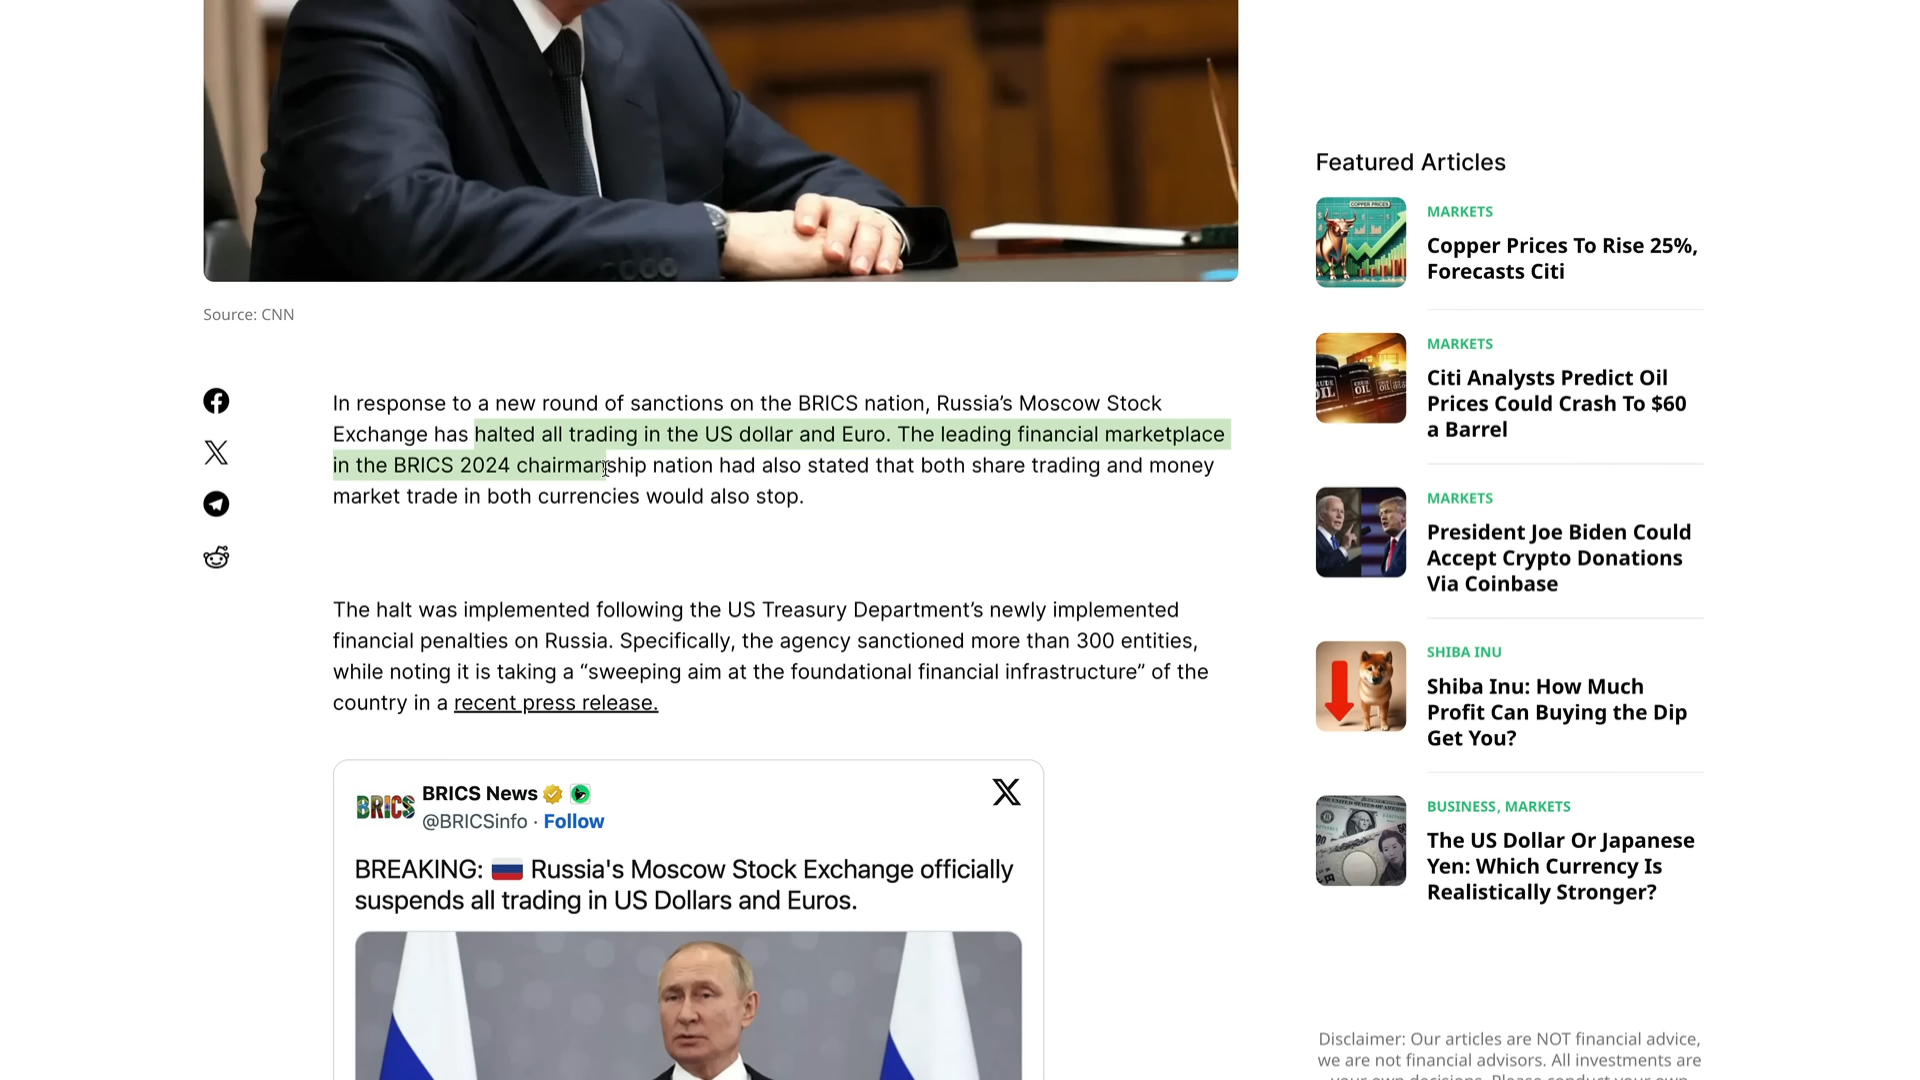 Source: CNN
In response to a new round of sanctions on the BRICS nation, Russia’s Moscow Stock
Exchange has halted all trading in the US dollar and Euro. The leading financial marketplace
in the BRICS 2024 chairmanship nation had also stated that both share trading and money
market trade in both currencies would also stop.
The halt was implemented following the US Treasury Department’s newly implemented
financial penalties on Russia. Specifically, the agency sanctioned more than 300 entities,
while noting it is taking a “sweeping aim at the foundational financial infrastructure” of the
country in a recent press release.
BRICS
BRICS News
@BRICSinfo · Follow
BREAKING: 🇷🇺 Russia's Moscow Stock Exchange officially
suspends all trading in US Dollars and Euros.
Featured Articles
COPPER PRICES
MARKETS
Copper Prices To Rise 25%,
Forecasts Citi
MARKETS
Citi Analysts Predict Oil
Prices Could Crash To $60
a Barrel
MARKETS
President Joe Biden Could
Accept Crypto Donations
Via Coinbase
SHIBA INU
Shiba Inu: How Much
Profit Can Buying the Dip
Get You?
BUSINESS, MARKETS
The US Dollar Or Japanese
Yen: Which Currency Is
Realistically Stronger?
Disclaimer: Our articles are NOT financial advice,
we are not financial advisors. All investments are
your own decisions. Please conduct your own